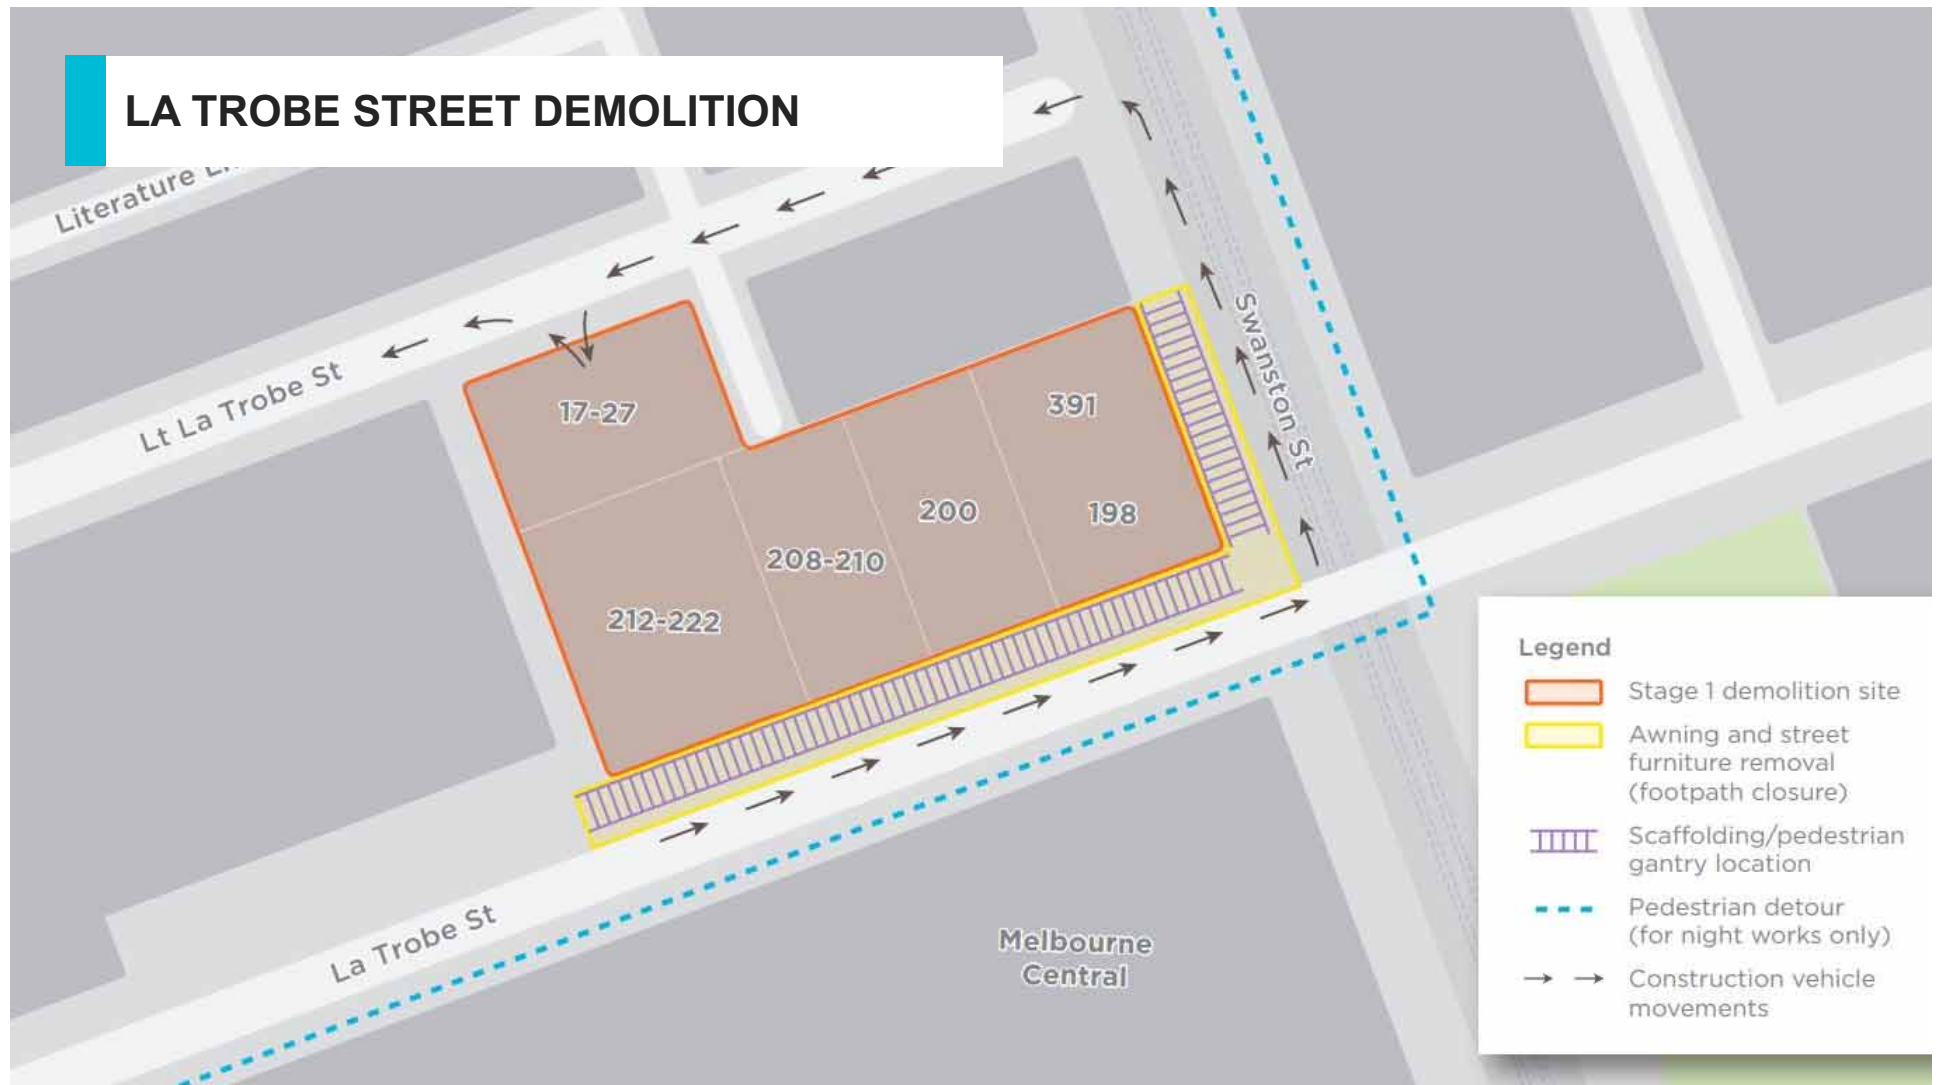 LA TROBE STREET DEMOLITION
Literature
Lt La Trobe St
Swanston St
17-27
391
200
198
208-210
212-222
La Trobe St
Melbourne
Central
Legend
Stage 1 demolition site
Awning and street
furniture removal
(footpath closure)
Scaffolding/pedestrian
gantry location
Pedestrian detour
(for night works only)
Construction vehicle
movements